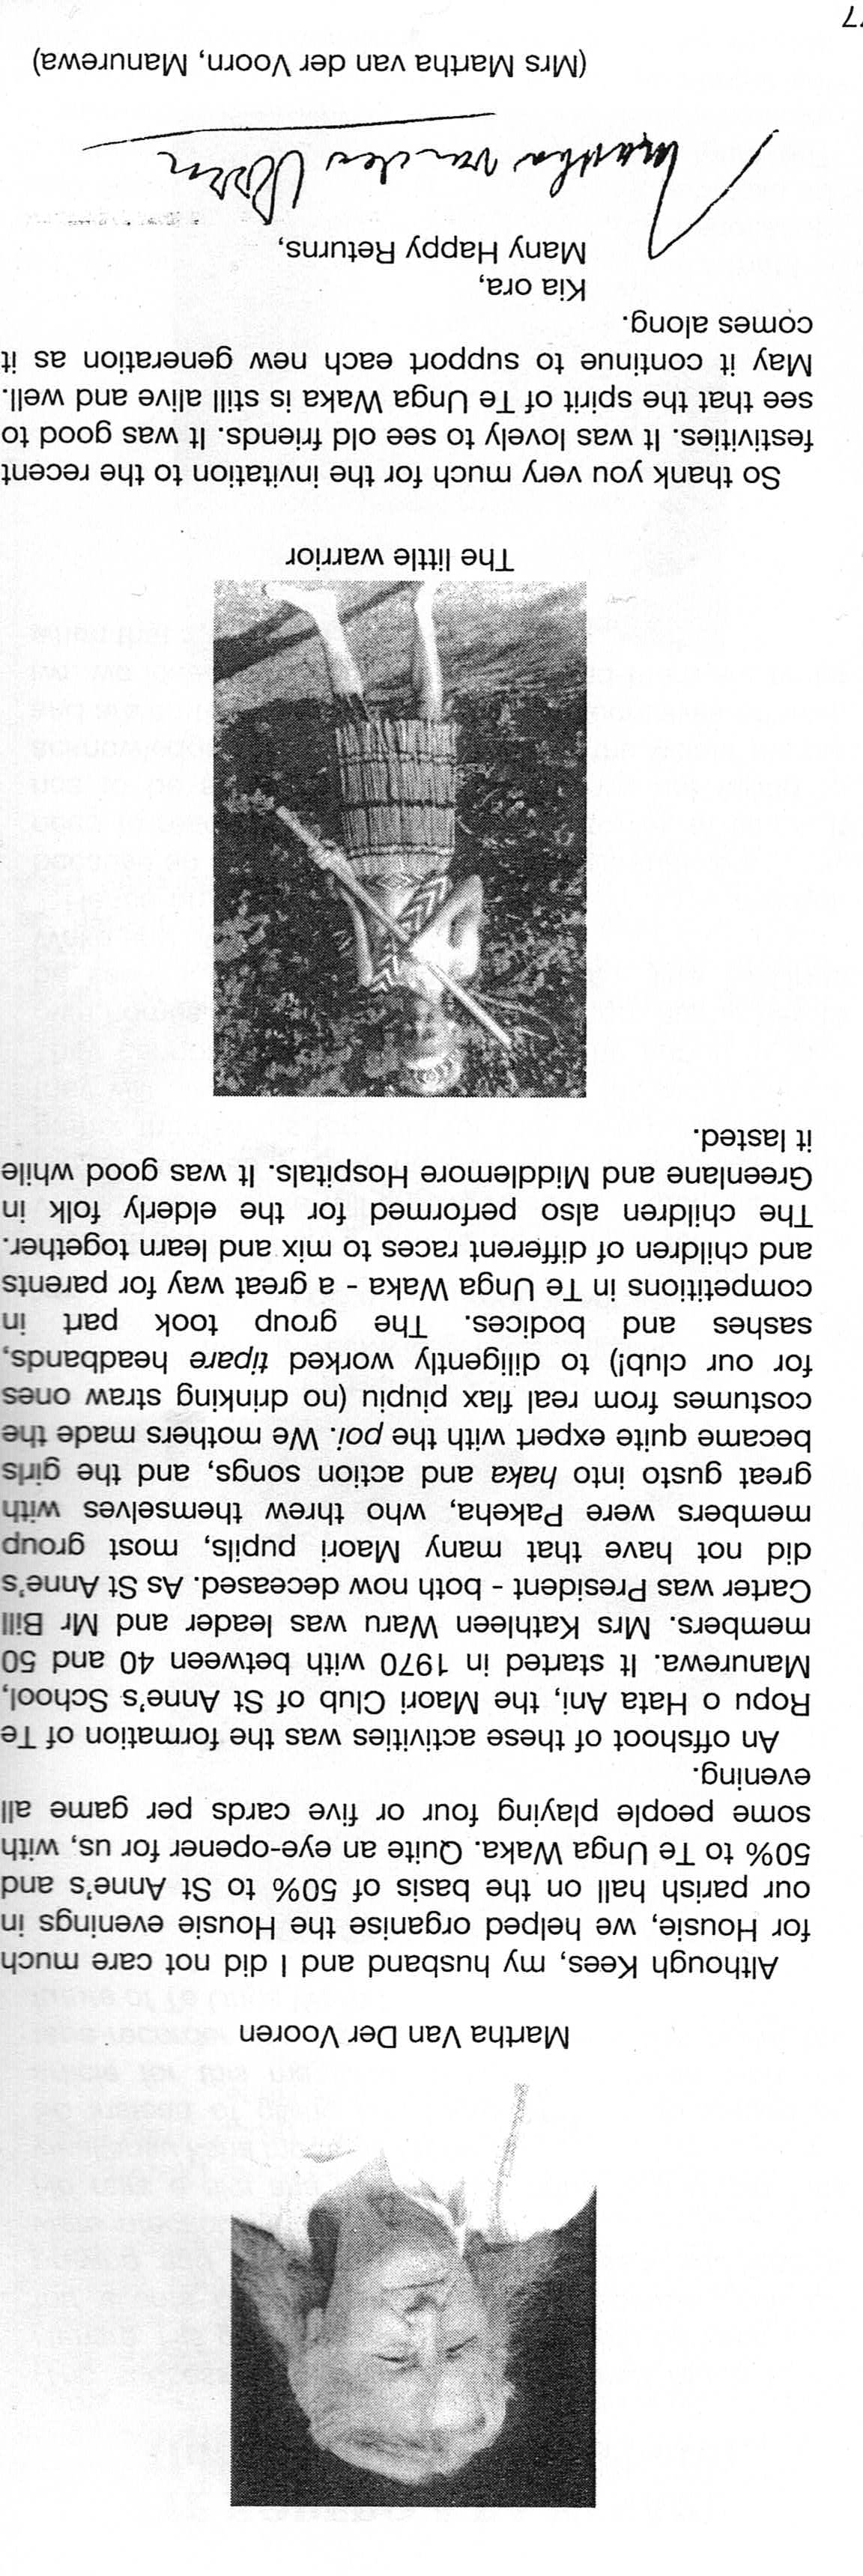 Martha Van Der Vooren
Although Kees, my husband and I did not care much
for Housie, we helped organise the Housie evenings in
our parish hall on the basis of 50% to St Anne's and
50% to Te Unga Waka. Quite an eye-opener for us, with
some people playing four or five cards per game all
evening.
An offshoot of these activities was the formation of Te
Ropu o Hata Ani, the Maori Club of St Anne's School,
Manurewa. It started in 1970 with between 40 and 50
members. Mrs Kathleen Waru was leader and Mr Bill
Carter was President - both now deceased. As St Anne's
did not have that many Maori pupils, most group
members were Pakeha, who threw themselves with
great gusto into haka and action songs, and the girls
became quite expert with the poi. We mothers made the
costumes from real flax piupiu (no drinking straw ones
for our club!) to diligently worked tipare headbands,
sashes and bodices. The group took part in
competitions in Te Unga Waka - a great way for parents
and children of different races to mix and learn together.
The children also performed for the elderly folk in
Greenlane and Middlemore Hospitals. It was good while
it lasted.
The little warrior
So thank you very much for the invitation to the recent
festivities. It was lovely to see old friends. It was good to
see that the spirit of Te Unga Waka is still alive and well.
May it continue to support each new generation as it
comes along.
Kia ora,
Many Happy Returns,
Martha van der Voorn
(Mrs Martha van der Voorn, Manurewa)
77